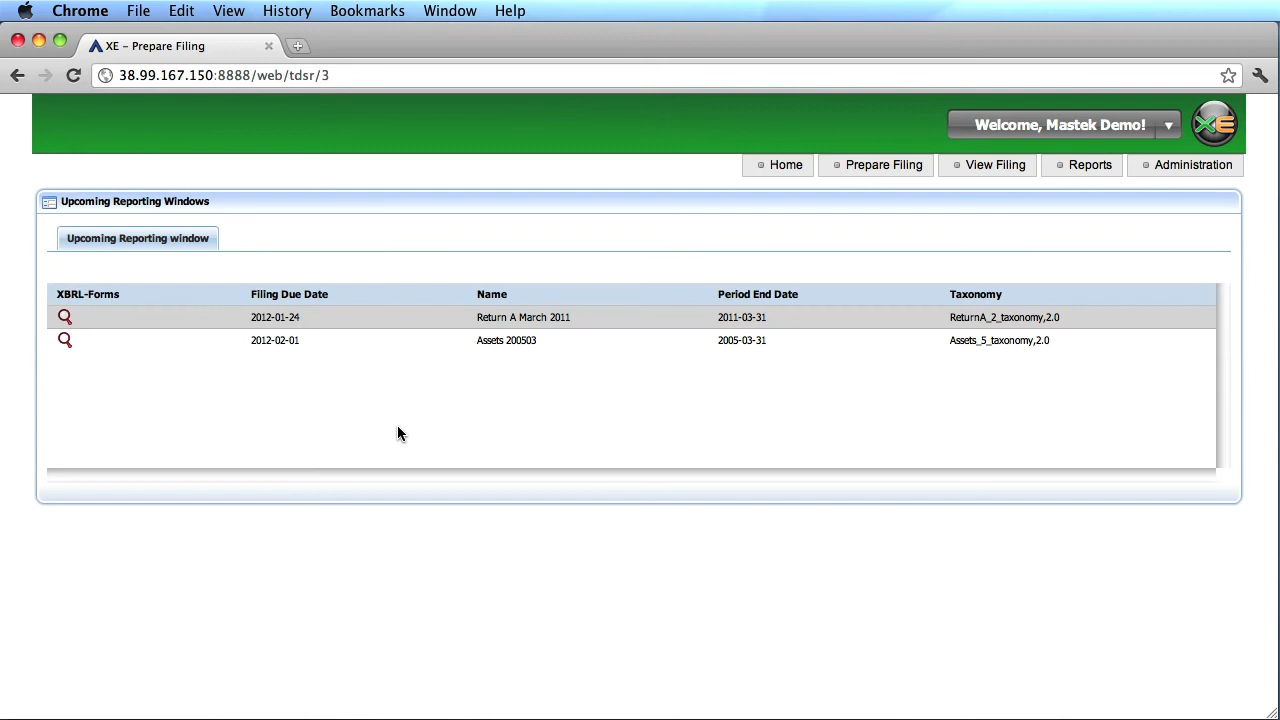 Chrome File Edit View History Bookmarks Window Help
XE – Prepare Filing
38.99.167.150:8888/web/tdsr/3
Welcome, Mastek Demo!
XE
Home Prepare Filing View Filing Reports Administration
Upcoming Reporting Windows
Upcoming Reporting window
XBRL-Forms Filing Due Date Name Period End Date Taxonomy
2012-01-24 Return A March 2011 2011-03-31 ReturnA_2_taxonomy,2.0
2012-02-01 Assets 200503 2005-03-31 Assets_5_taxonomy,2.0